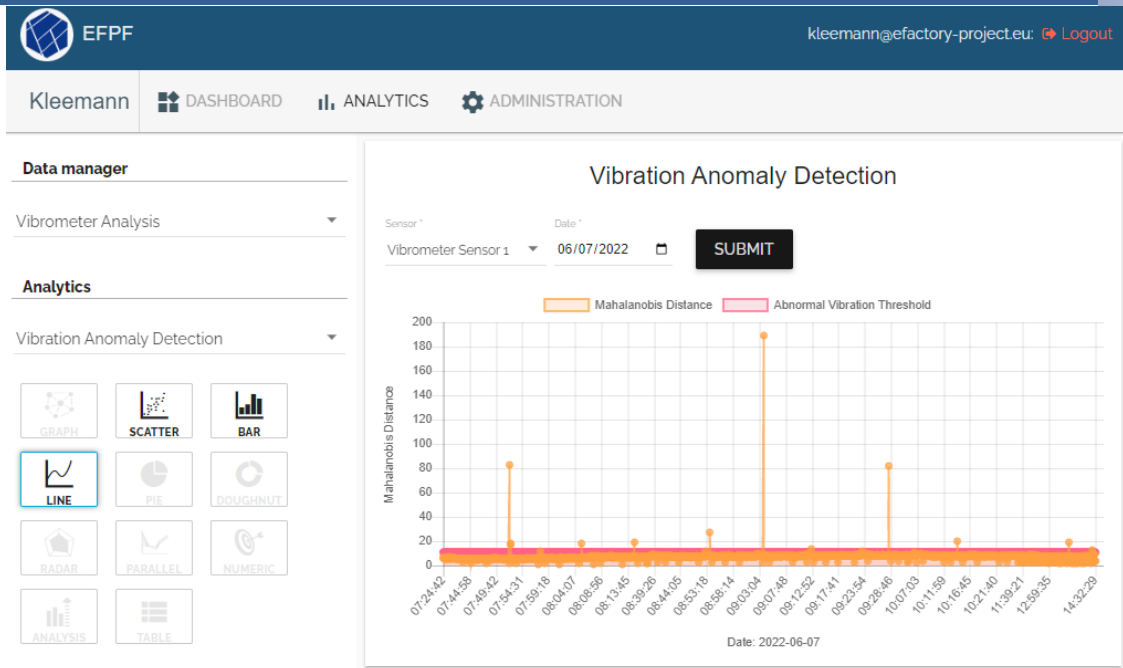 EFPF
kleemann@efactory-project.eu: Logout
Kleemann DASHBOARD ANALYTICS ADMINISTRATION
Data manager
Vibrometer Analysis
Analytics
Vibration Anomaly Detection
GRAPH SCATTER BAR
LINE PIE DOUGHNUT
RADAR PARALLEL NUMERIC
ANALYSIS TABLE
Vibration Anomaly Detection
Sensor * Date *
Vibrometer Sensor 1 06/07/2022 SUBMIT
Mahalanobis Distance Abnormal Vibration Threshold
Mahalanobis Distance
200
180
160
140
120
100
80
60
40
20
0
07:24:42 07:44:58 07:49:42 07:54:31 07:59:18 08:04:07 08:08:56 08:13:45 08:39:26 08:44:05 08:53:18 08:58:14 09:03:04 09:07:48 09:12:52 09:17:41 09:23:54 09:28:46 10:07:03 10:11:59 10:16:45 10:21:40 11:39:21 12:59:35 14:32:29
Date: 2022-06-07